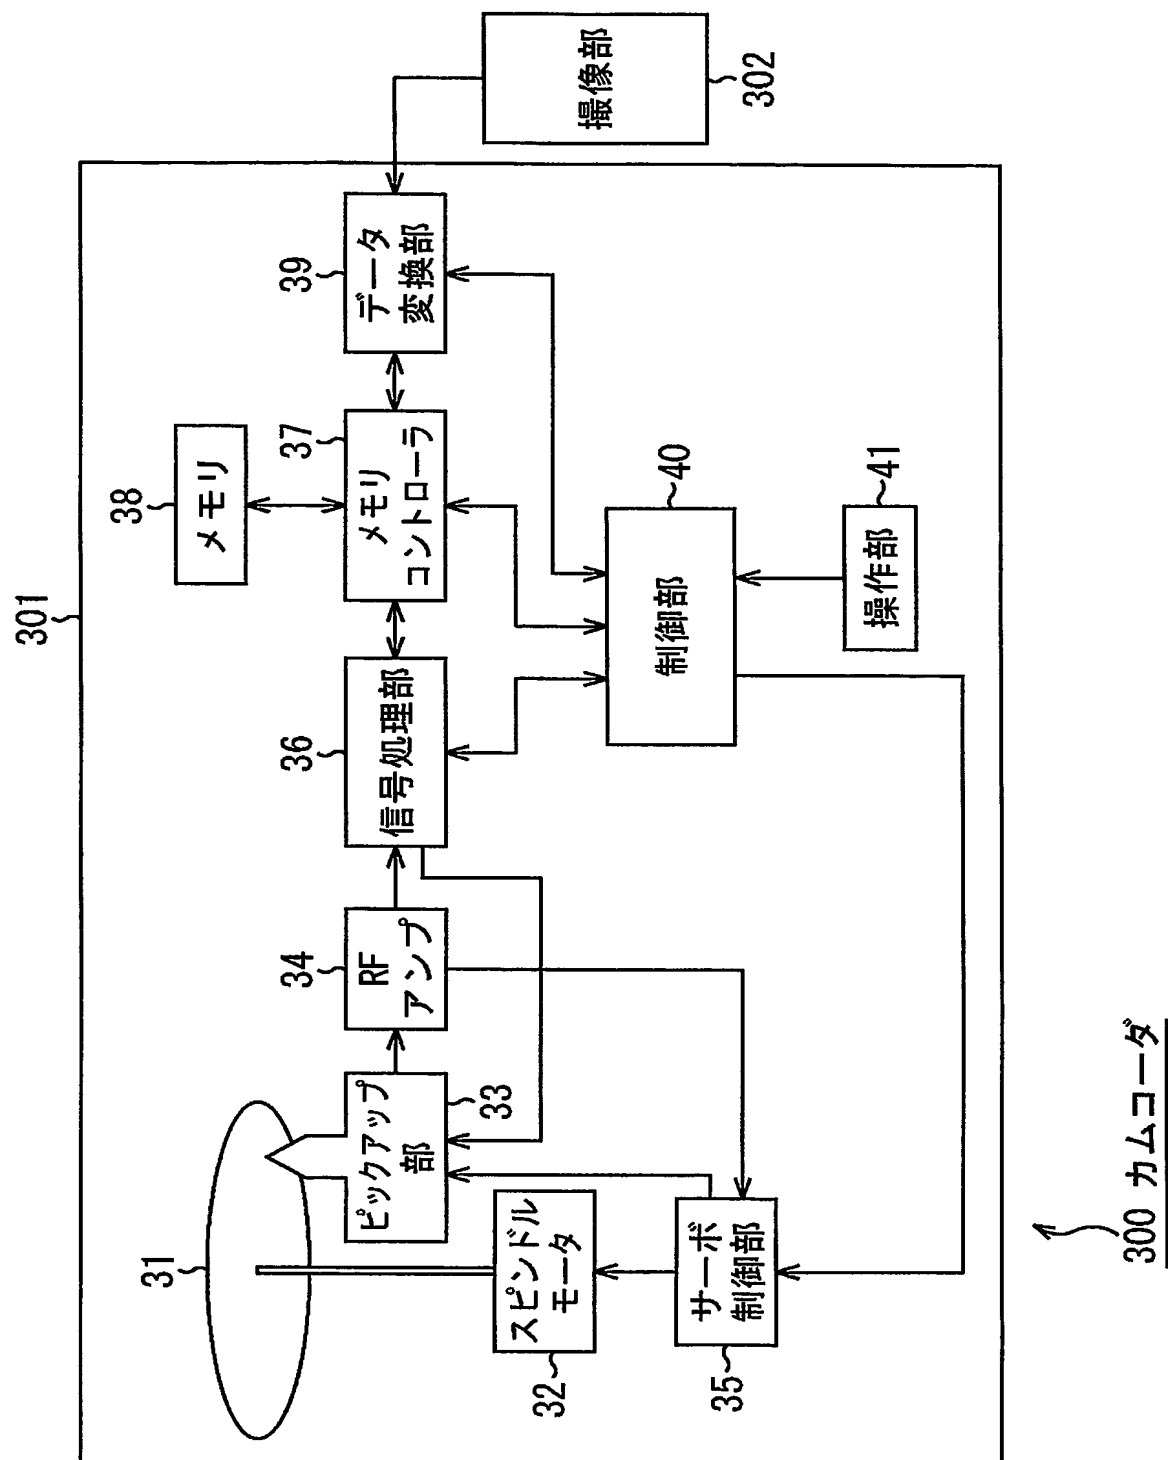 301
31
ピックアップ
部
33
34
RF
アンプ
36
信号処理部
37
メモリ
コントローラ
38
メモリ
39
データ
変換部
撮像部
302
32
スピンドル
モータ
35
サーボ
制御部
制御部
40
操作部
41
300 カムコーダ